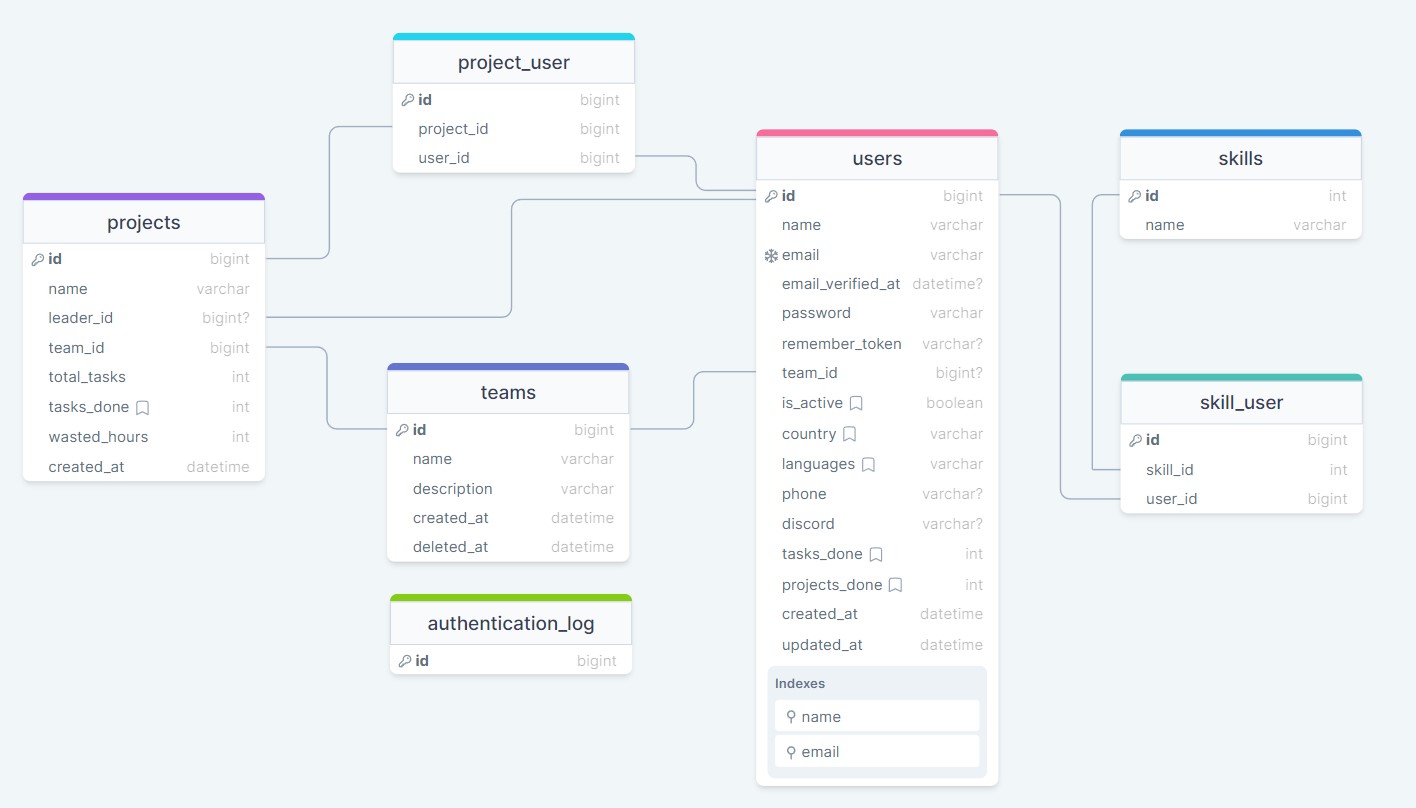 project_user
id bigint
project_id bigint
user_id bigint
projects
id bigint
name varchar
leader_id bigint?
team_id bigint
total_tasks int
tasks_done int
wasted_hours int
created_at datetime
teams
id bigint
name varchar
description varchar
created_at datetime
deleted_at datetime
authentication_log
id bigint
users
id bigint
name varchar
email varchar
email_verified_at datetime?
password varchar
remember_token varchar?
team_id bigint?
is_active boolean
country varchar
languages varchar
phone varchar?
discord varchar?
tasks_done int
projects_done int
created_at datetime
updated_at datetime
Indexes
name
email
skills
id int
name varchar
skill_user
id bigint
skill_id int
user_id bigint